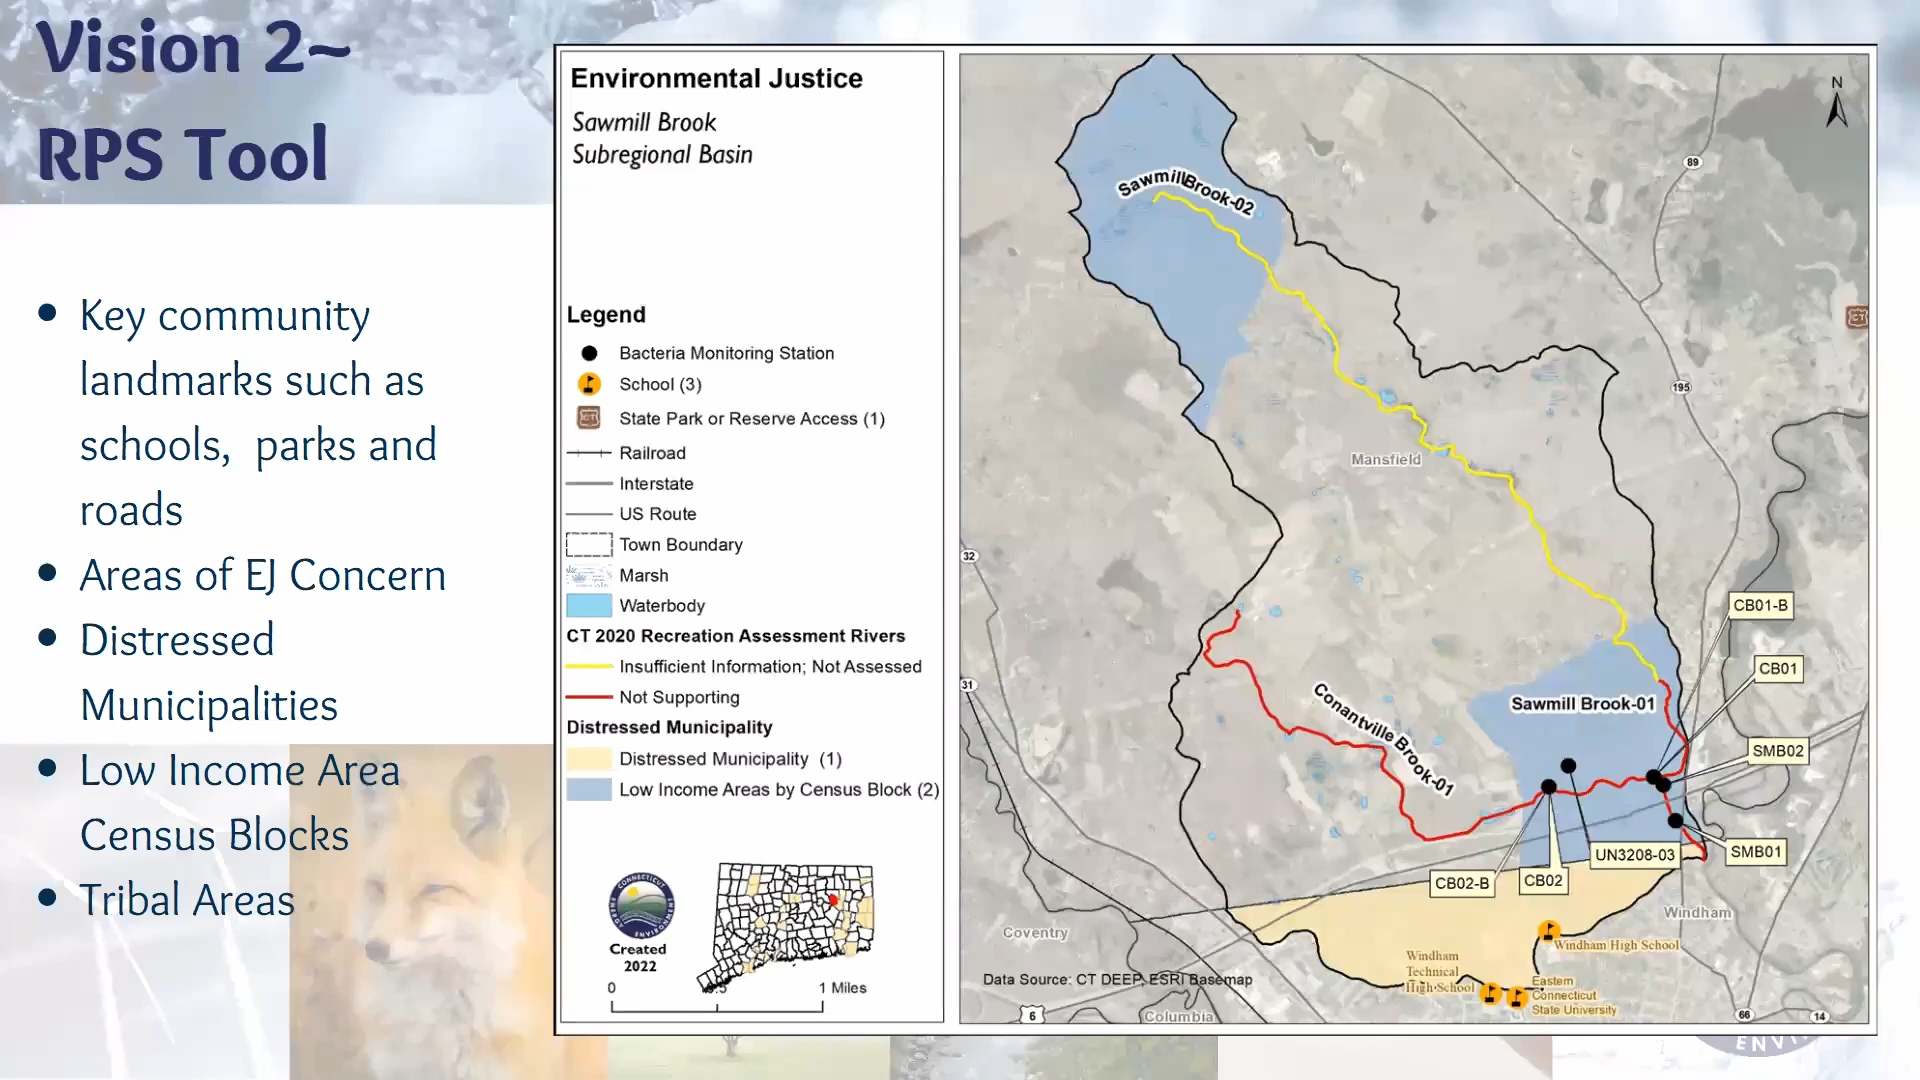 Vision 2~
RPS Tool
• Key community
landmarks such as
schools, parks and
roads
• Areas of EJ Concern
• Distressed
Municipalities
• Low Income Area
Census Blocks
• Tribal Areas
Environmental Justice
Sawmill Brook
Subregional Basin
Legend
Bacteria Monitoring Station
School (3)
State Park or Reserve Access (1)
Railroad
Interstate
US Route
Town Boundary
Marsh
Waterbody
CT 2020 Recreation Assessment Rivers
Insufficient Information; Not Assessed
Not Supporting
Distressed Municipality
Distressed Municipality (1)
Low Income Areas by Census Block (2)
CONNECTICUT
Created
2022
0
1 Miles
N
Sawmill Brook-02
89
CT
195
Mansfield
32
31
CB01-B
CB01
Sawmill Brook-01
Conantville Brook-01
SMB02
SMB01
UN3208-03
CB02
CB02-B
Windham
Coventry
Windham High School
Windham
Technical
High School
Eastern
Connecticut
State University
Data Source: CT DEEP, ESRI Basemap
6
Columbia
66
14